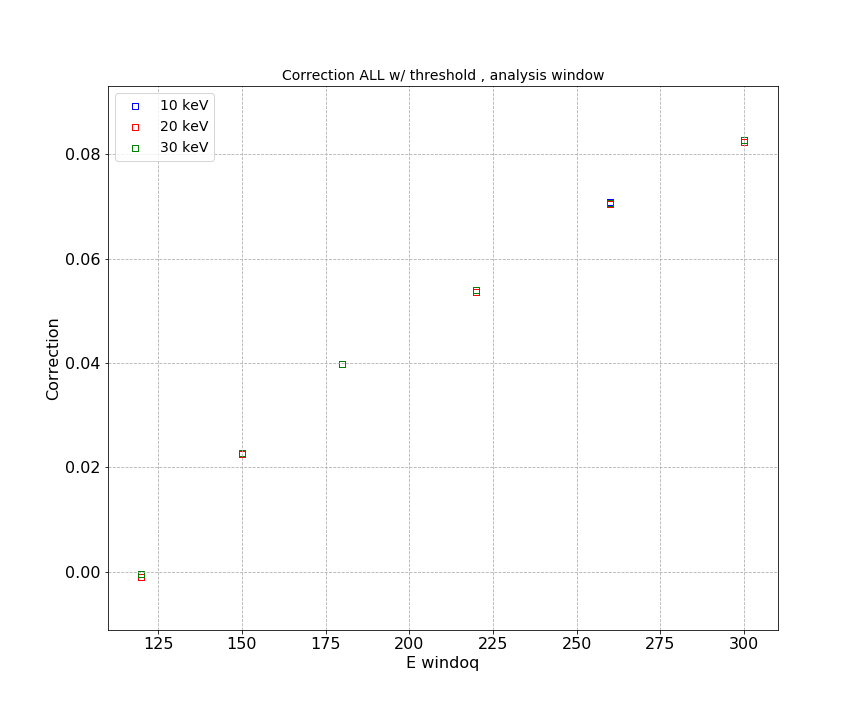 Correction ALL w/ threshold , analysis window
10 keV
20 keV
30 keV
0.08
0.06
0.04
0.02
0.00
Correction
125
150
175
200
225
250
275
300
E windoq